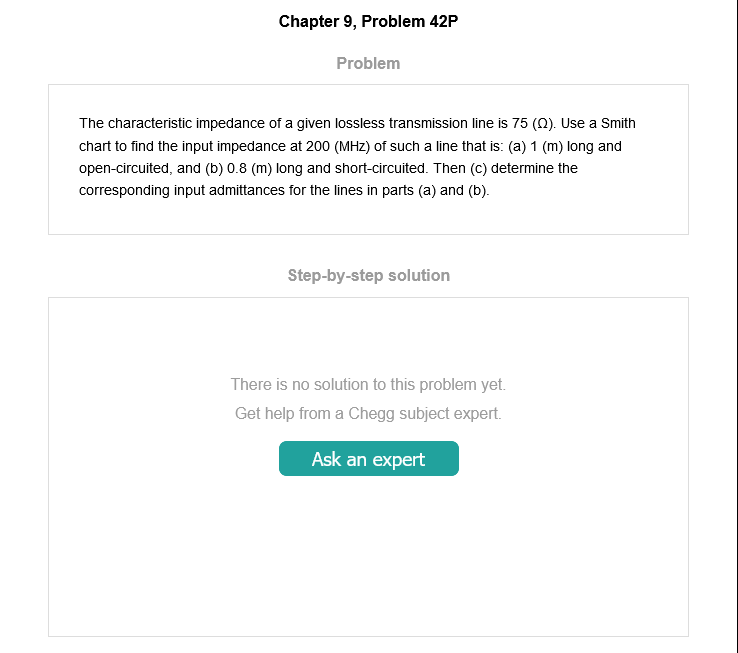 Chapter 9, Problem 42P
Problem
The characteristic impedance of a given lossless transmission line is 75 (Ω). Use a Smith
chart to find the input impedance at 200 (MHz) of such a line that is: (a) 1 (m) long and
open-circuited, and (b) 0.8 (m) long and short-circuited. Then (c) determine the
corresponding input admittances for the lines in parts (a) and (b).
Step-by-step solution
There is no solution to this problem yet.
Get help from a Chegg subject expert.
Ask an expert